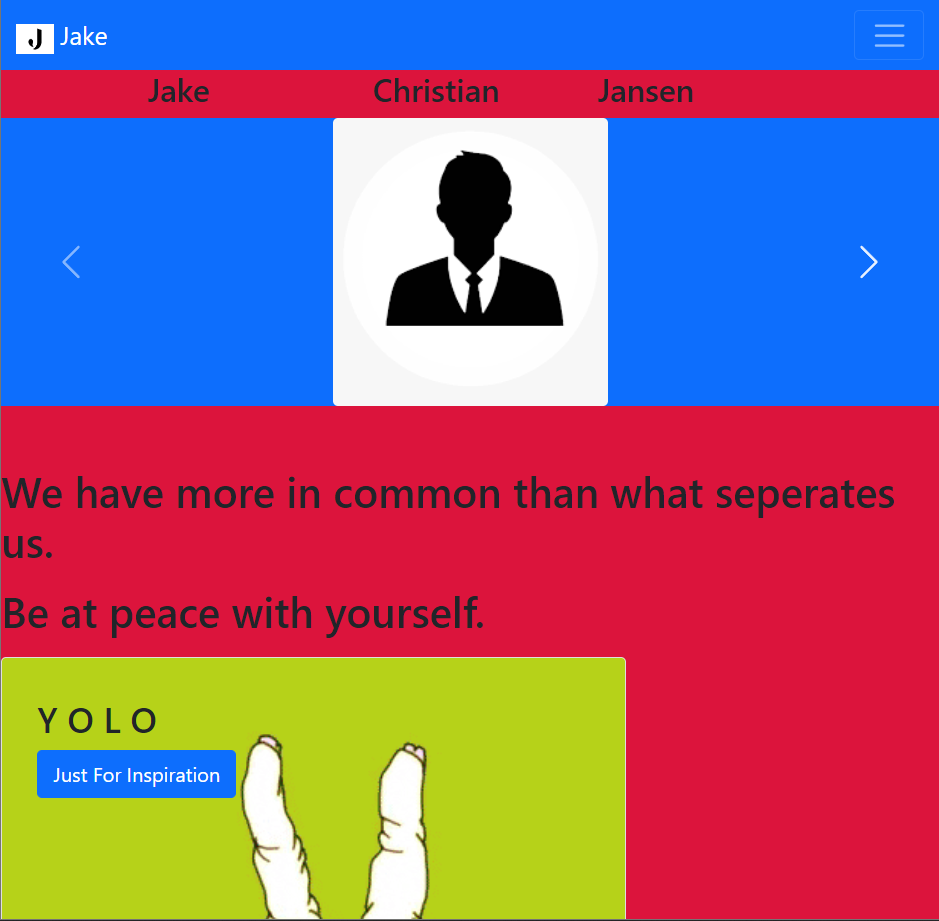 J Jake
Jake Christian Jansen
We have more in common than what seperates
us.
Be at peace with yourself.
Y O L O
Just For Inspiration